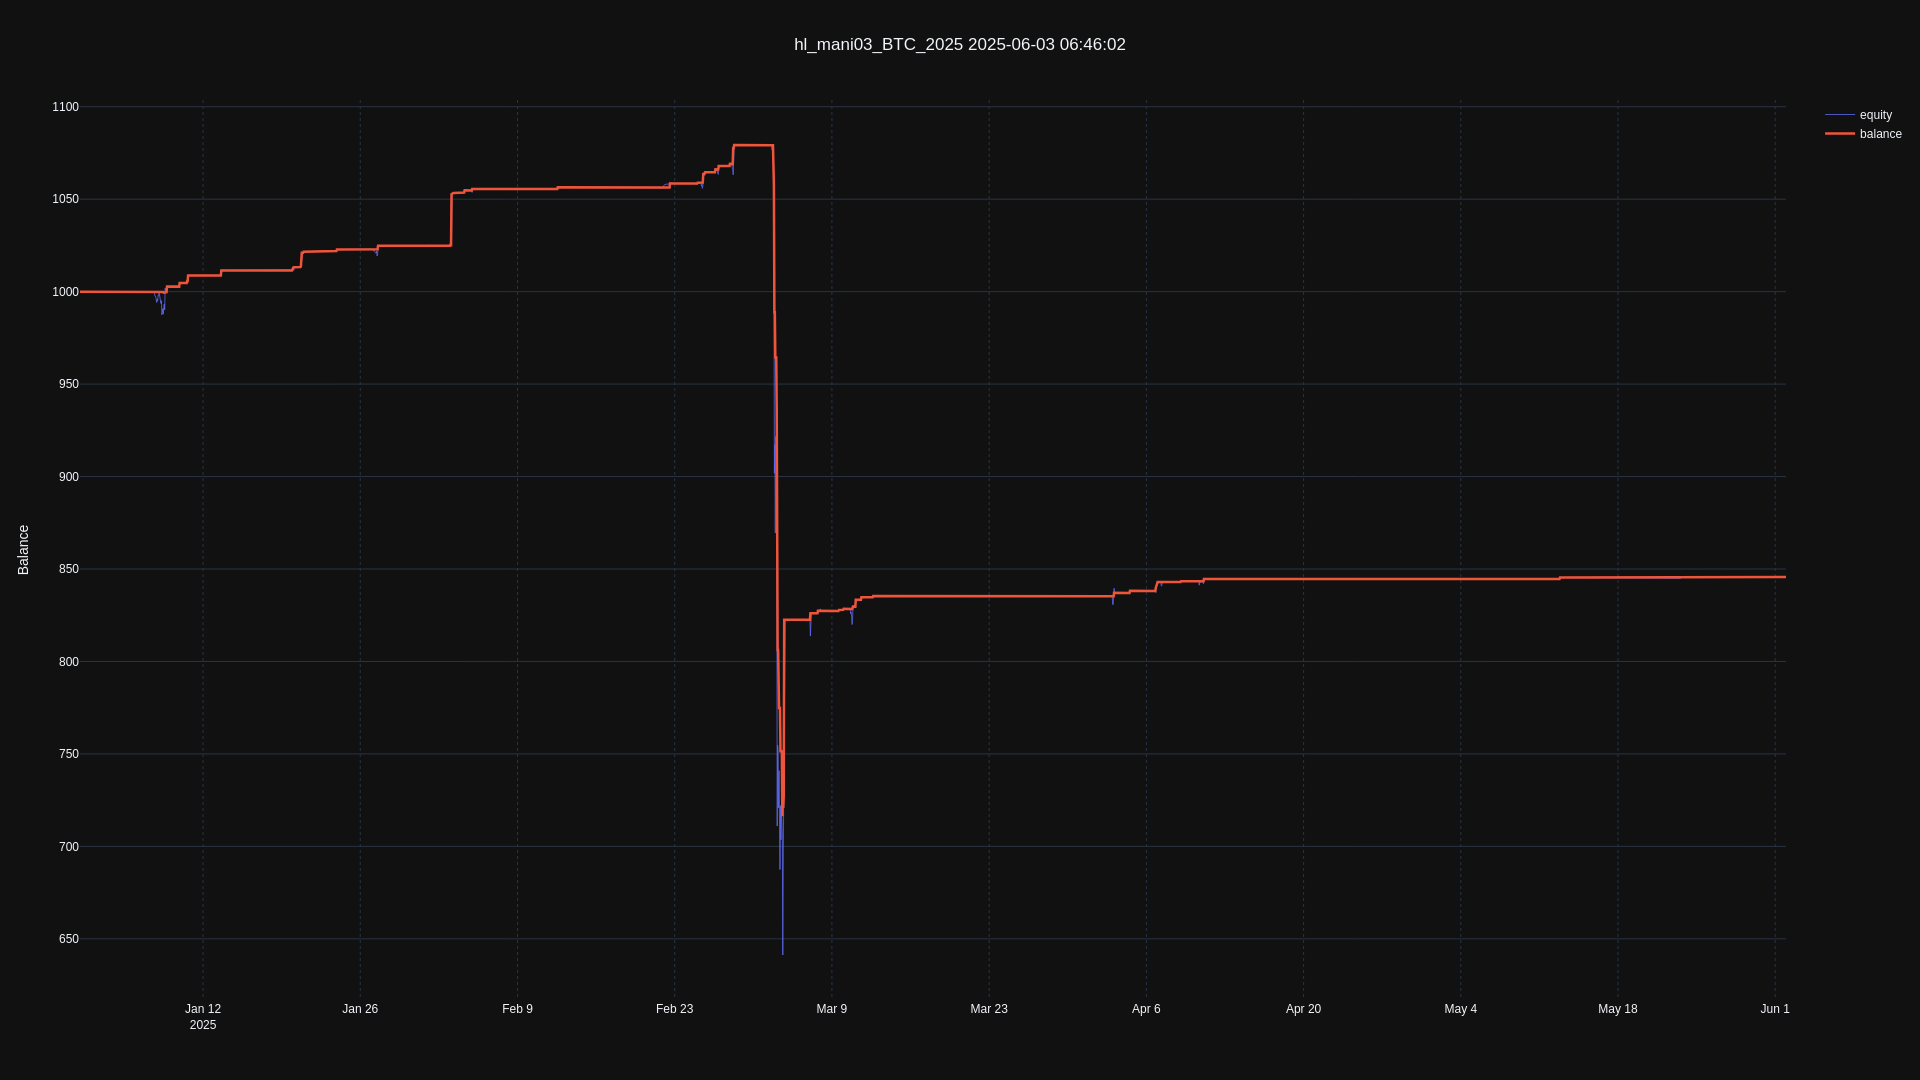 hl_mani03_BTC_2025 2025-06-03 06:46:02
equity
balance
1100
1050
1000
950
900
850
800
750
700
650
Balance
Jan 12
2025
Jan 26
Feb 9
Feb 23
Mar 9
Mar 23
Apr 6
Apr 20
May 4
May 18
Jun 1